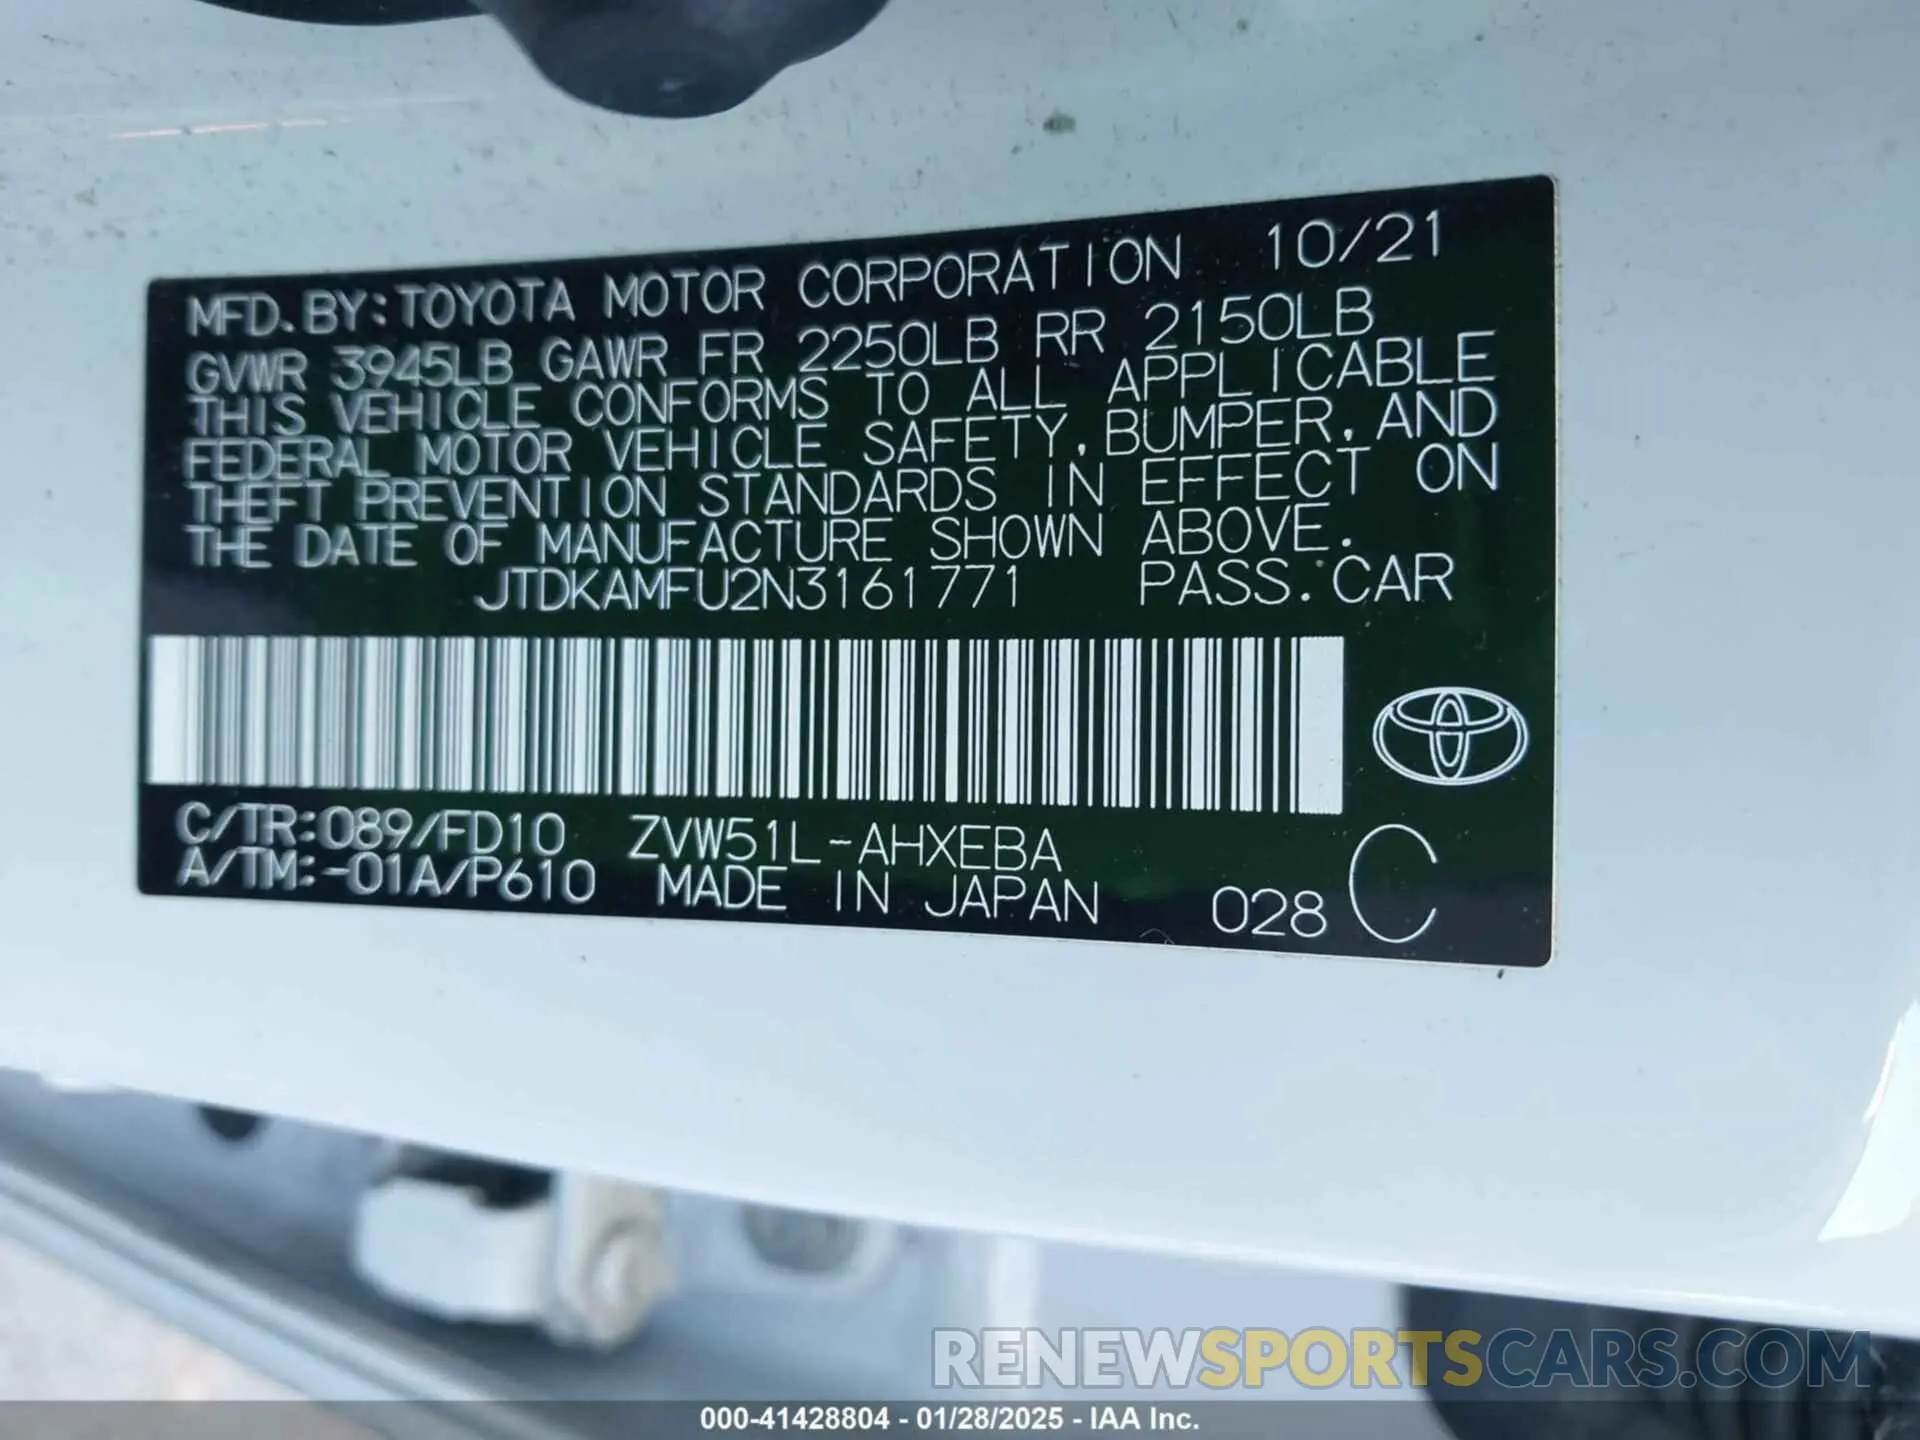 MFD. BY: TOYOTA MOTOR CORPORATION 10/21
GVWR 3945LB GAWR FR 2250LB RR 2150LB
THIS VEHICLE CONFORMS TO ALL APPLICABLE
FEDERAL MOTOR VEHICLE SAFETY, BUMPER, AND
THEFT PREVENTION STANDARDS IN EFFECT ON
THE DATE OF MANUFACTURE SHOWN ABOVE.
JTDKAMFU2N3161771 PASS. CAR
C/TR: 089/FD10 ZVW51L-AHXEBA
A/TM: -01A/P610 MADE IN JAPAN 028 C
RENEWSPORTSCARS.COM
000-41428804 - 01/28/2025 - IAA Inc.